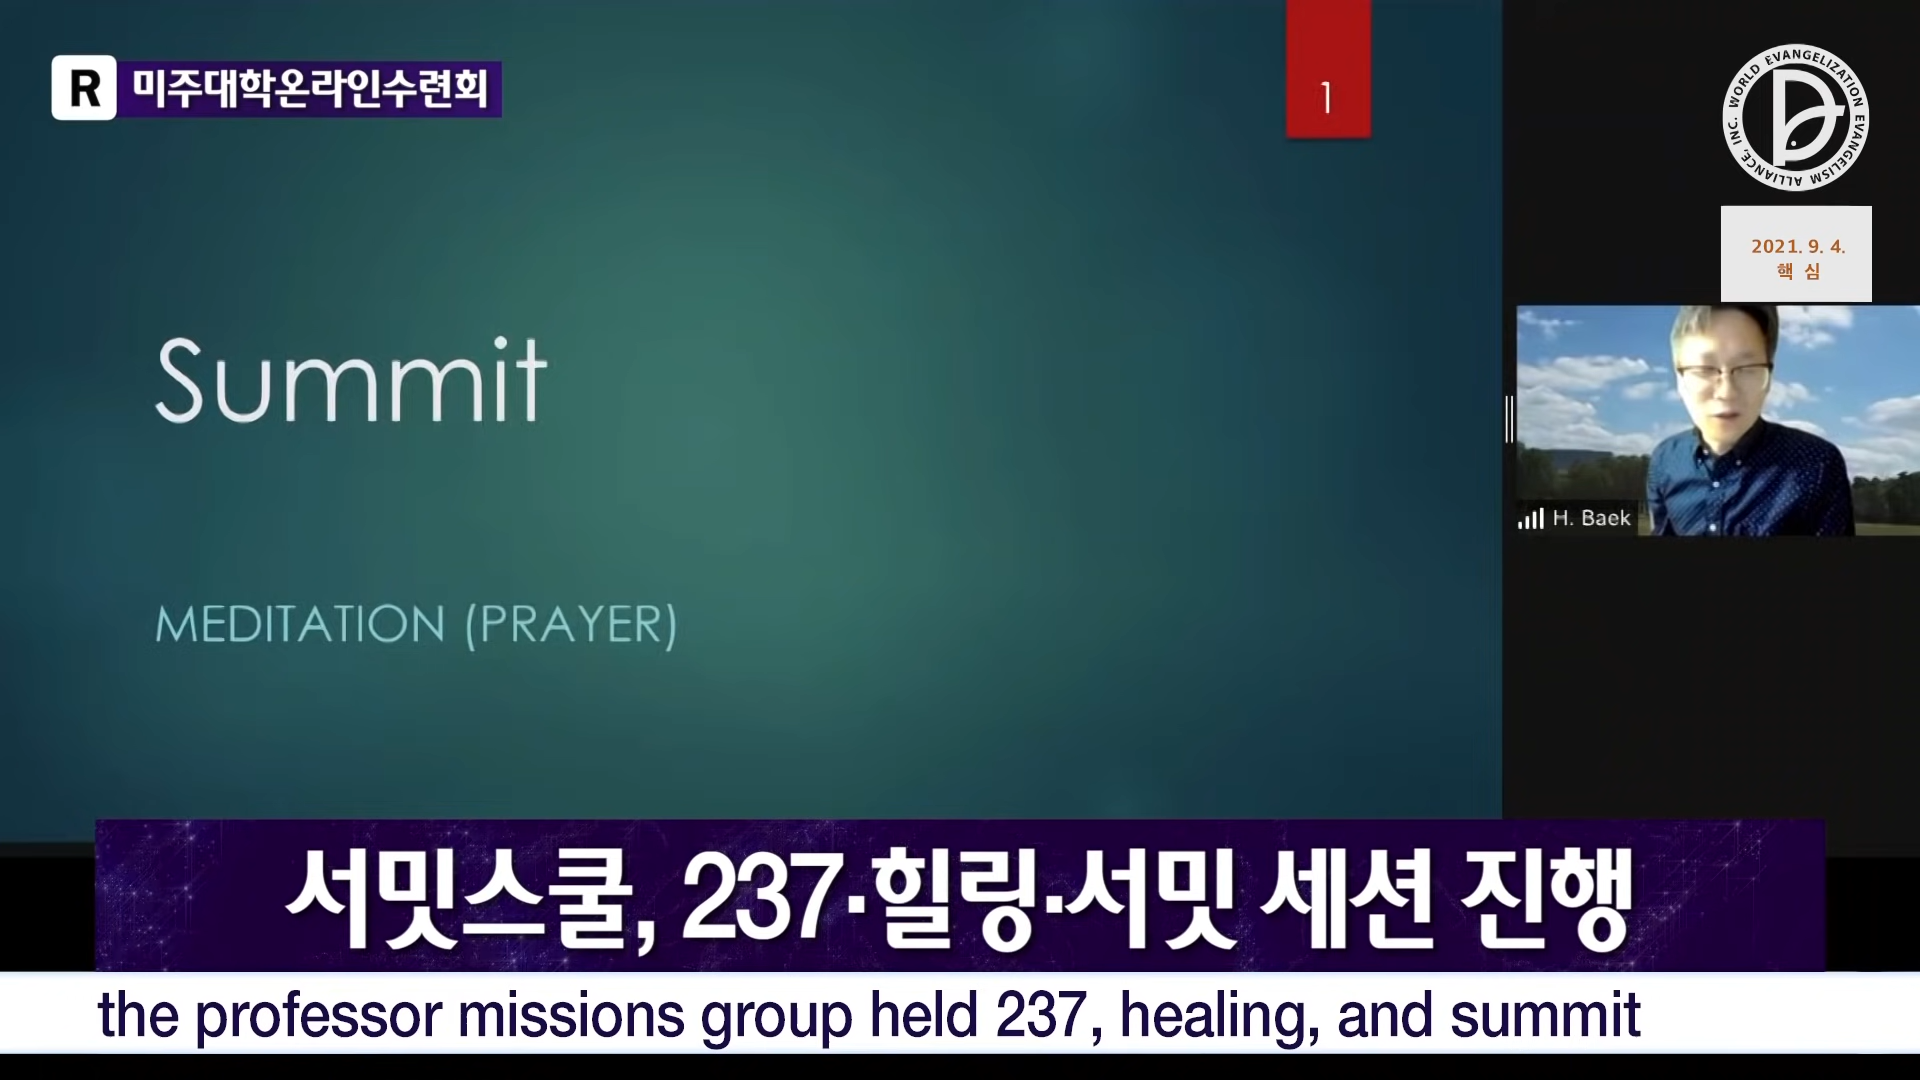 R 미주대학온라인수련회
1
WORLD EVANGELIZATION EVANGELISM ALLIANCE, INC.
2021. 9. 4.
핵 심
Summit
H. Baek
MEDITATION (PRAYER)
서밋스쿨, 237·힐링·서밋 세션 진행
the professor missions group held 237, healing, and summit